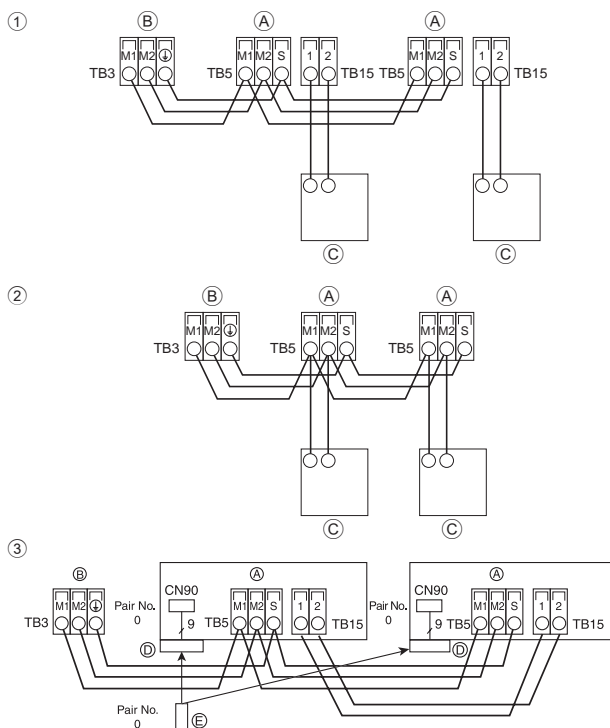 ①
Ⓑ Ⓐ Ⓐ
M1 M2 M1 M2 S 1 2 M1 M2 S 1 2
TB3 TB5 TB15 TB5 TB15
Ⓒ Ⓒ
②
Ⓑ Ⓐ Ⓐ
M1 M2 M1 M2 S M1 M2 S
TB3 TB5 TB5
Ⓒ Ⓒ
③
Ⓑ Ⓐ Ⓐ
CN90 CN90
M1 M2 M1 M2 S 1 2 M1 M2 S 1 2
Pair No. Pair No.
0 0
TB3 9 TB5 TB15 9 TB5 TB15
Ⓓ Ⓓ
Pair No.
0 Ⓔ